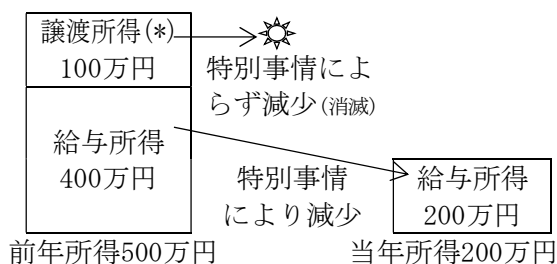 譲渡所得(*)
100万円
特別事情によ
らず減少(消滅)
給与所得
400万円
特別事情
により減少
給与所得
200万円
前年所得500万円
当年所得200万円